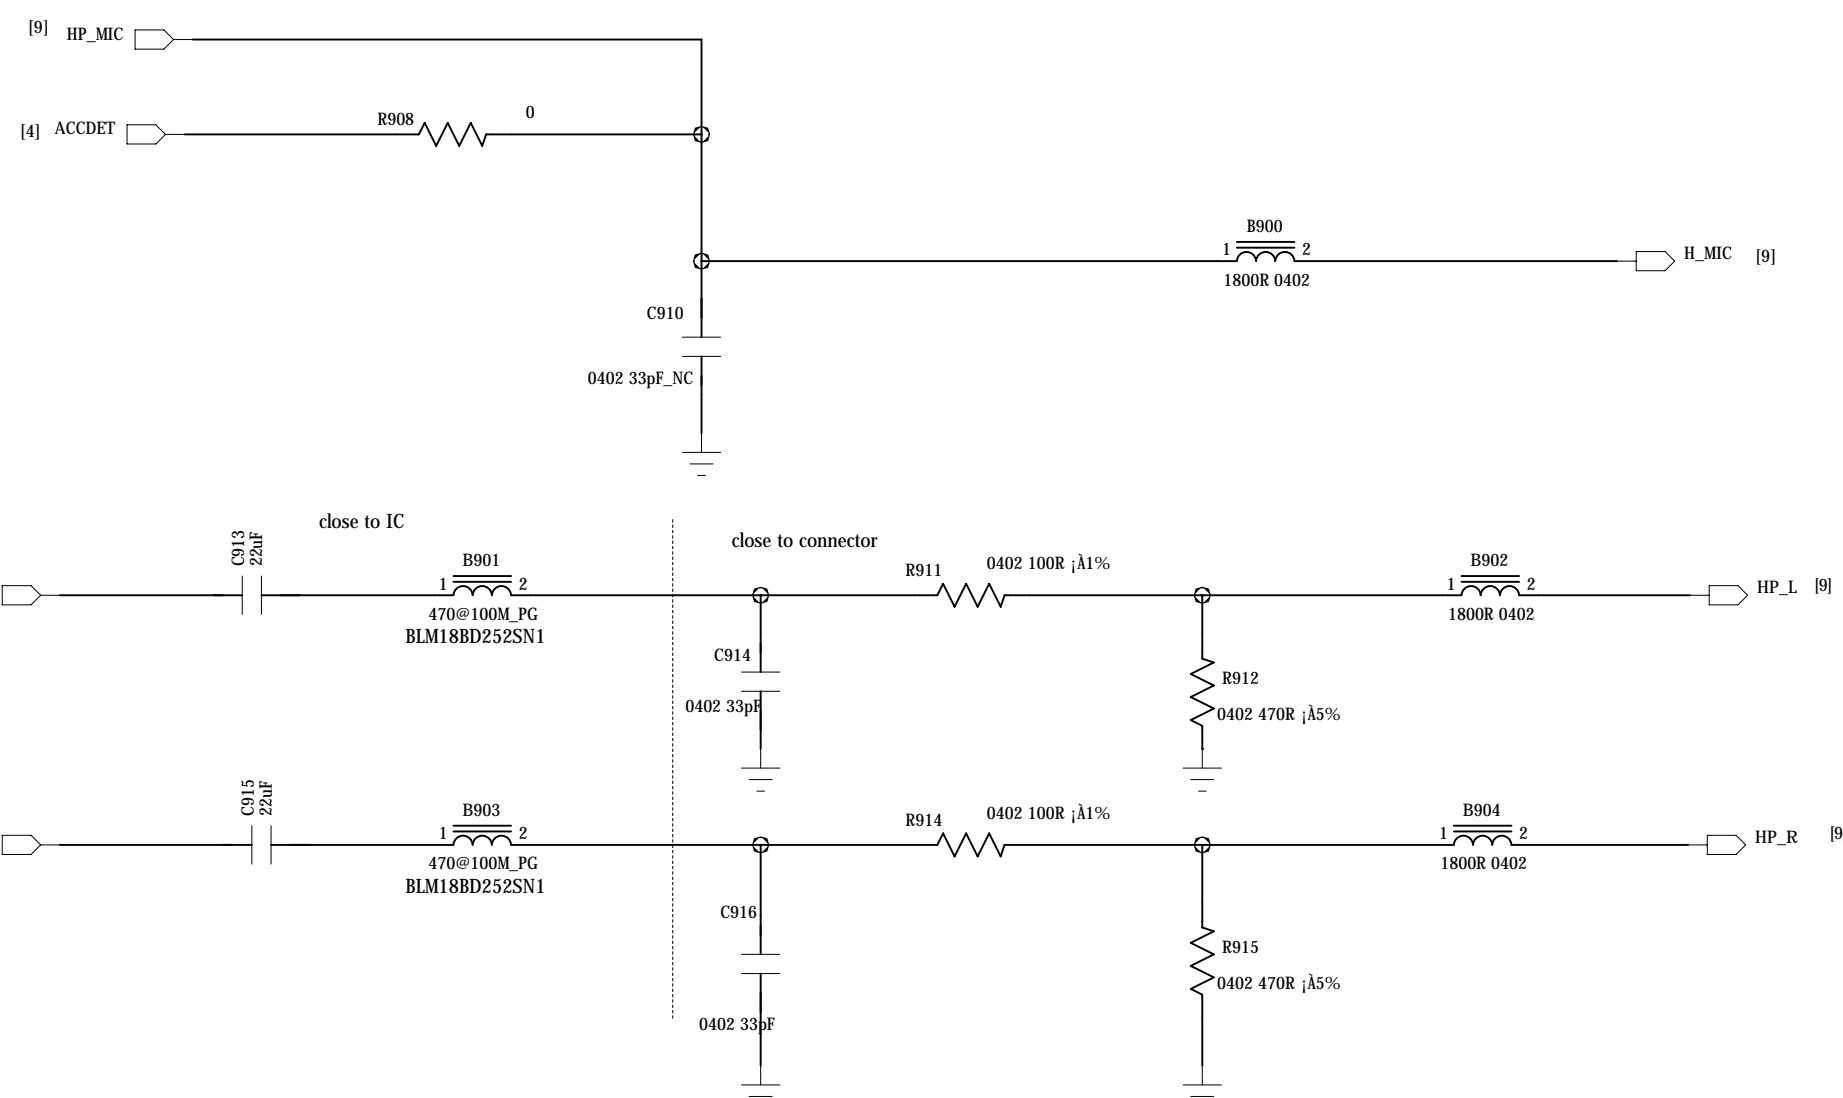 [9] HP_MIC
[4] ACCDET
R908
0
B900
1 2
1800R 0402
H_MIC [9]
C910
0402 33pF_NC
close to IC
close to connector
C913
22uF
B901
1 2
470@100M_PG
BLM18BD252SN1
R911
0402 100R ¡À1%
B902
1 2
1800R 0402
HP_L [9]
C914
0402 33pF
R912
0402 470R ¡À5%
C915
22uF
B903
1 2
470@100M_PG
BLM18BD252SN1
R914
0402 100R ¡À1%
B904
1 2
1800R 0402
HP_R [9
C916
0402 33pF
R915
0402 470R ¡À5%